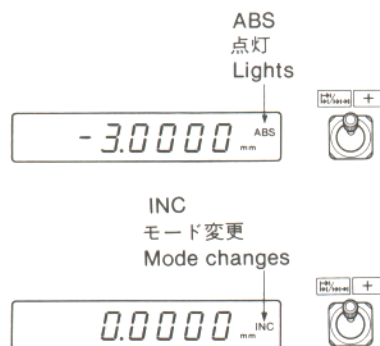 ABS
点灯
Lights
-3.0000 mm ABS
+
INC
モード変更
Mode changes
0.0000 mm INC
+